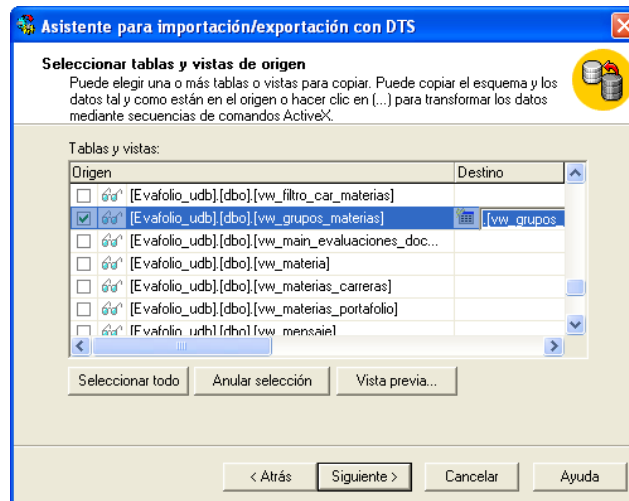 Asistente para importación/exportación con DTS
Seleccionar tablas y vistas de origen
Puede elegir una o más tablas o vistas para copiar. Puede copiar el esquema y los
datos tal y como están en el origen o hacer clic en (...) para transformar los datos
mediante secuencias de comandos ActiveX.
Tablas y vistas:
Origen Destino
[Evafolio_udb].[dbo].[vw_filtro_car_materias]
[Evafolio_udb].[dbo].[vw_grupos_materias] .[vw_grupos_
[Evafolio_udb].[dbo].[vw_main_evaluaciones_doc...
[Evafolio_udb].[dbo].[vw_materia]
[Evafolio_udb].[dbo].[vw_materias_carreras]
[Evafolio_udb].[dbo].[vw_materias_portafolio]
[Evafolio_udb].[dbo].[vw_mensaje]
Seleccionar todo Anular selección Vista previa...
< Atrás Siguiente > Cancelar Ayuda